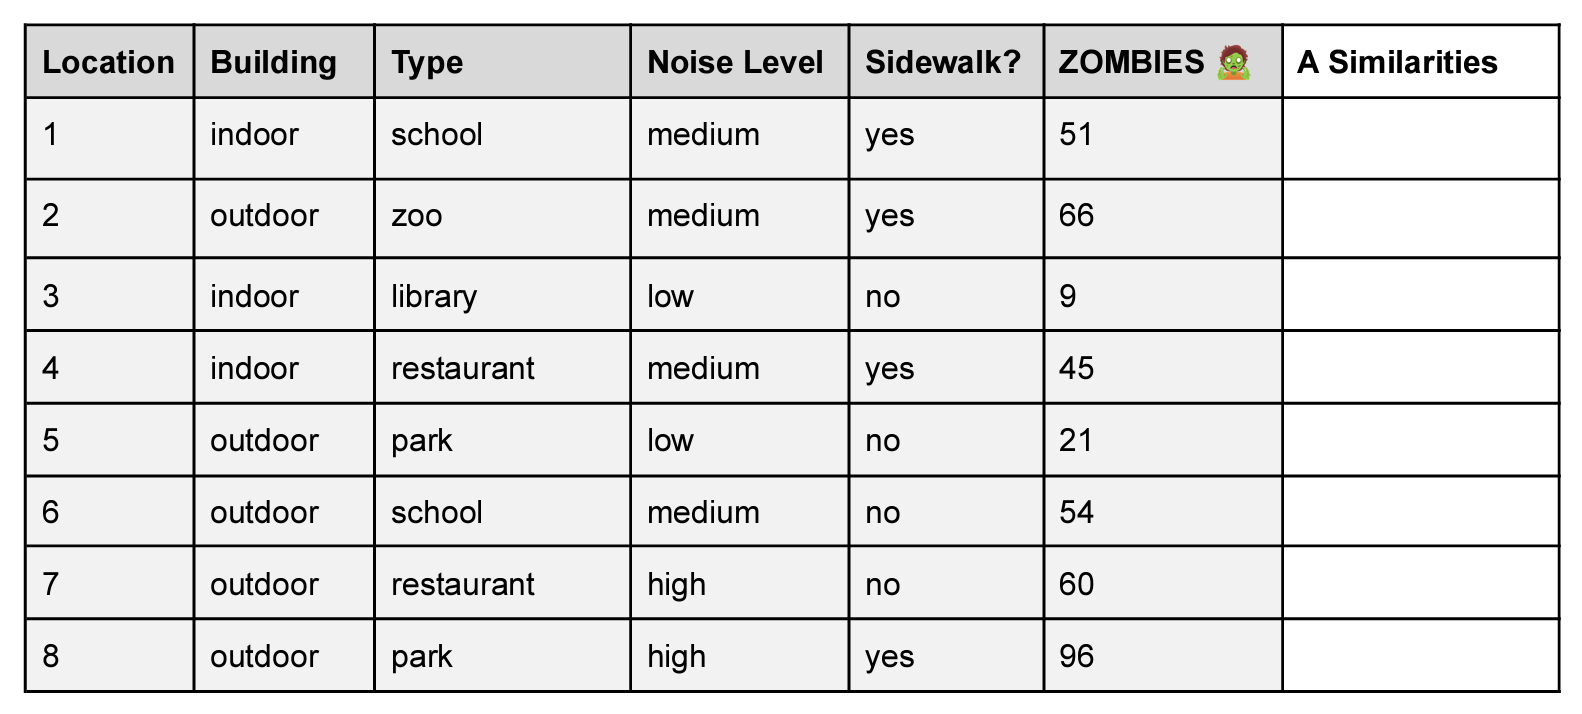 Location Building Type Noise Level Sidewalk? ZOMBIES 🧟 A Similarities
1 indoor school medium yes 51
2 outdoor zoo medium yes 66
3 indoor library low no 9
4 indoor restaurant medium yes 45
5 outdoor park low no 21
6 outdoor school medium no 54
7 outdoor restaurant high no 60
8 outdoor park high yes 96